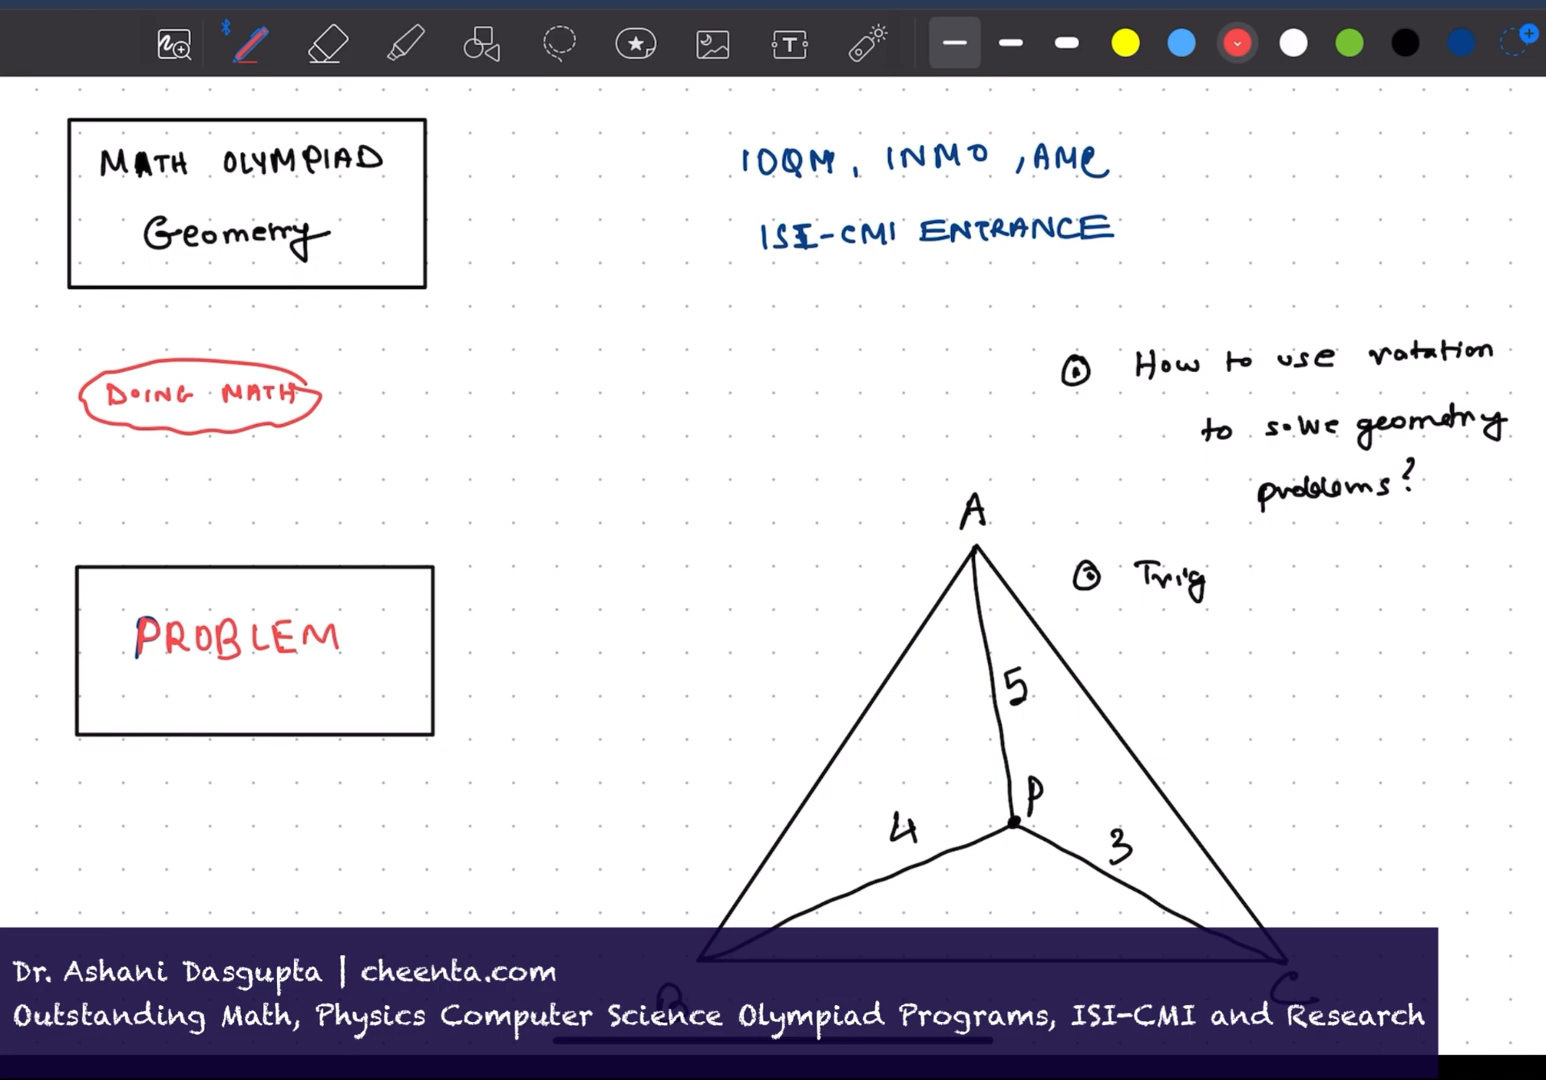 MATH OLYMPIAD
Geometry
IOQM, INMO, AMC
ISI-CMI ENTRANCE
DOING MATH
How to use rotation
to solve geometry
problems?
A
Trig
PROBLEM
5
P
4
3
B
C
Dr. Ashani Dasgupta | cheenta.com
Outstanding Math, Physics Computer Science Olympiad Programs, ISI-CMI and Research